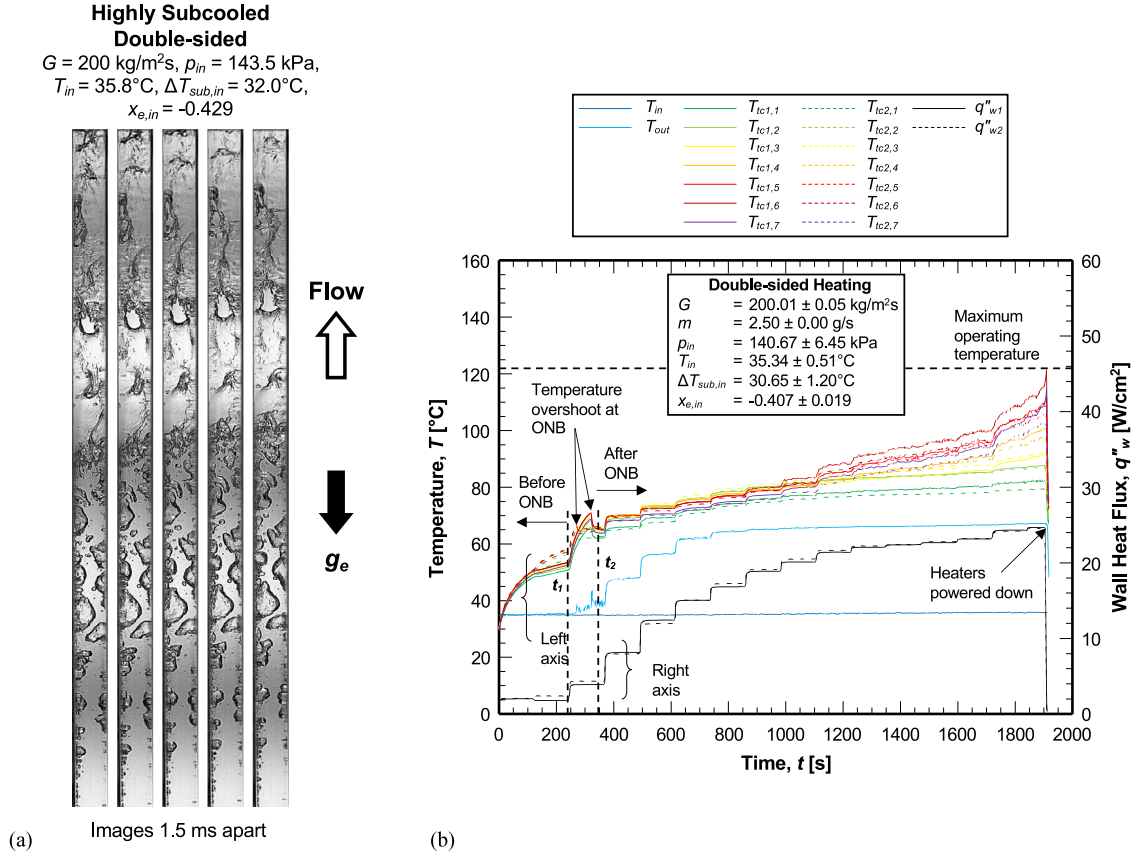 Highly Subcooled
Double-sided
G = 200 kg/m²s, p_in = 143.5 kPa,
T_in = 35.8°C, ΔT_sub,in = 32.0°C,
x_e,in = -0.429
Flow
g_e
Images 1.5 ms apart
(a)
T_in
T_out
T_tc1,1
T_tc1,2
T_tc1,3
T_tc1,4
T_tc1,5
T_tc1,6
T_tc1,7
T_tc2,1
T_tc2,2
T_tc2,3
T_tc2,4
T_tc2,5
T_tc2,6
T_tc2,7
q"_w1
q"_w2
Temperature, T [°C]
160
140
120
100
80
60
40
20
0
Double-sided Heating
G = 200.01 ± 0.05 kg/m²s
m = 2.50 ± 0.00 g/s
p_in = 140.67 ± 6.45 kPa
T_in = 35.34 ± 0.51°C
ΔT_sub,in = 30.65 ± 1.20°C
x_e,in = -0.407 ± 0.019
Maximum
operating
temperature
Temperature
overshoot at
ONB
Before
ONB
After
ONB
t_1
t_2
Left
axis
Right
axis
Heaters
powered down
60
50
40
30
20
10
0
Wall Heat Flux, q"_w [W/cm²]
0 200 400 600 800 1000 1200 1400 1600 1800 2000
Time, t [s]
(b)